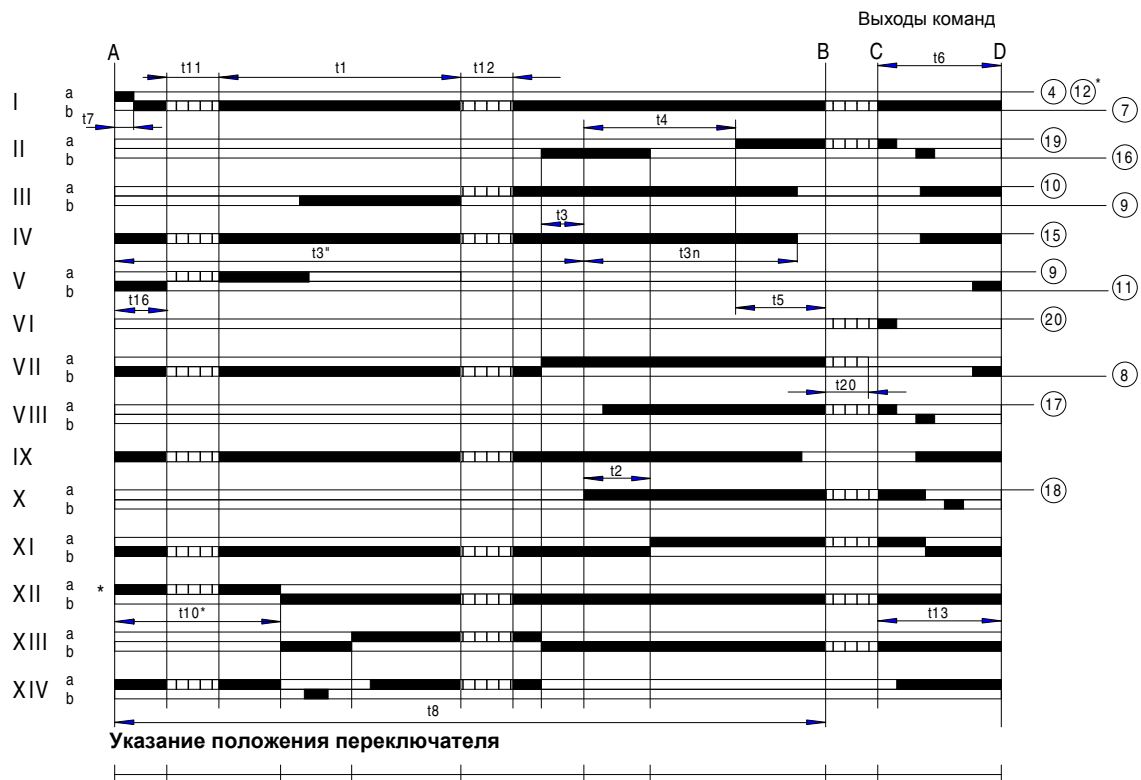 Выходы команд
A B C D
t11 t1 t12 t6
I a b 4 12* 7
t7 t4
II a b 19 16
III a b 10 9
t3
IV 15
t3" t3n
V a b 9 11
t16 t5
VI 20
VII a b 8
t20
VIII a b 17
IX
t2
X a b 18
XI a b
XII a b *
t10* t13
XIII a b
XIV a b
t8
Указание положения переключателя